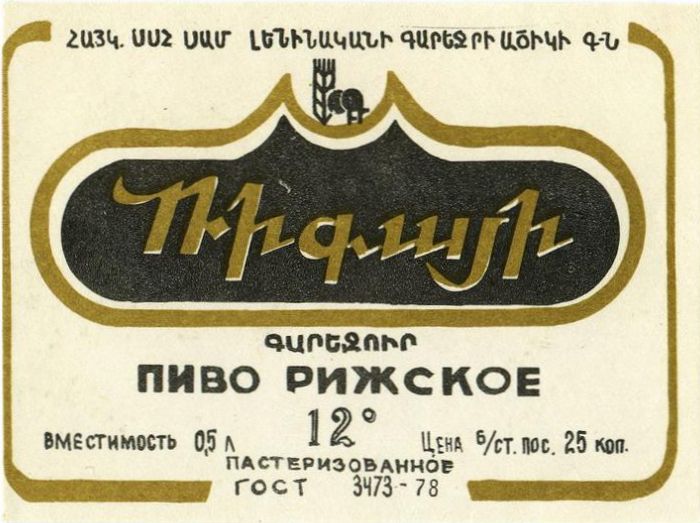 ՀԱՅԿ. ՍՍՀ ՍԱՄ ԼԵՆԻՆԱԿԱՆԻ ԳԱՐԵՋՐԻ ԱՃԻԿԻ Գ-Ն
Ռիգայի
ԳԱՐԵՋՈՒՐ
ПИВО РИЖСКОЕ
12°
ВМЕСТИМОСТЬ 0,5 Л ЦЕНА б/СТ. ПОС. 25 КОП.
ПАСТЕРИЗОВАННОЕ
ГОСТ 3473-78